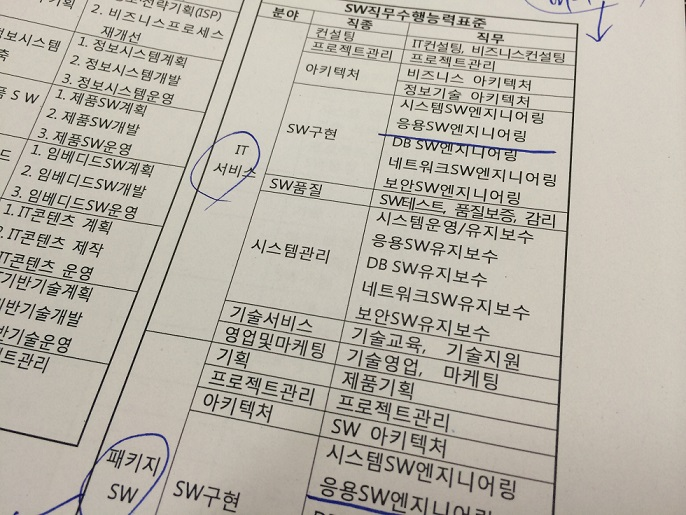 전략기획(ISP)
2. 비즈니스프로세스
재개선
1. 정보시스템계획
2. 정보시스템개발
3. 정보시스템운영
1. 제품SW계획
2. 제품SW개발
3. 제품SW운영
1. 임베디드SW계획
2. 임베디드SW개발
3. 임베디드SW운영
1. IT콘텐츠 계획
2. IT콘텐츠 제작
IT콘텐츠 운영
기반기술계획
반기술개발
반기술운영
트관리
정보시스템
축
품 SW
SW직무수행능력표준
분야 직종 직무
컨설팅 IT컨설팅, 비즈니스컨설팅
프로젝트관리 프로젝트관리
아키텍처 비즈니스 아키텍처
정보기술 아키텍처
IT
서비스
SW구현 시스템SW엔지니어링
응용SW엔지니어링
DB SW엔지니어링
네트워크SW엔지니어링
보안SW엔지니어링
SW품질 SW테스트, 품질보증, 감리
시스템관리 시스템운영/유지보수
응용SW유지보수
DB SW유지보수
네트워크SW유지보수
보안SW유지보수
기술서비스 기술교육, 기술지원
영업및마케팅 기술영업, 마케팅
패키지
SW
기획 제품기획
프로젝트관리 프로젝트관리
아키텍처 SW 아키텍처
SW구현 시스템SW엔지니어링
응용SW엔지니어링